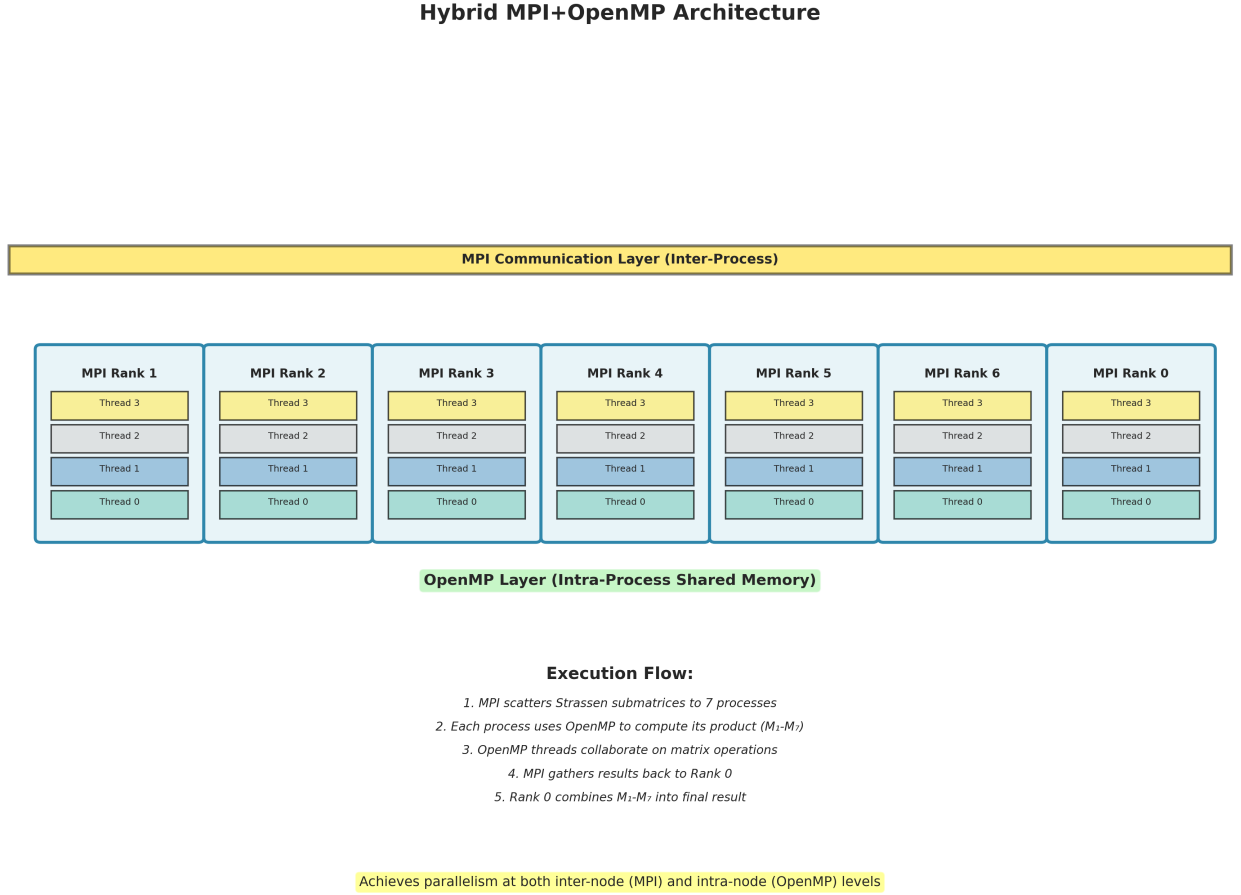 Hybrid MPI+OpenMP Architecture
MPI Communication Layer (Inter-Process)
MPI Rank 1
Thread 3
Thread 2
Thread 1
Thread 0
MPI Rank 2
Thread 3
Thread 2
Thread 1
Thread 0
MPI Rank 3
Thread 3
Thread 2
Thread 1
Thread 0
MPI Rank 4
Thread 3
Thread 2
Thread 1
Thread 0
MPI Rank 5
Thread 3
Thread 2
Thread 1
Thread 0
MPI Rank 6
Thread 3
Thread 2
Thread 1
Thread 0
MPI Rank 0
Thread 3
Thread 2
Thread 1
Thread 0
OpenMP Layer (Intra-Process Shared Memory)
Execution Flow:
1. MPI scatters Strassen submatrices to 7 processes
2. Each process uses OpenMP to compute its product (M₁-M₇)
3. OpenMP threads collaborate on matrix operations
4. MPI gathers results back to Rank 0
5. Rank 0 combines M₁-M₇ into final result
Achieves parallelism at both inter-node (MPI) and intra-node (OpenMP) levels